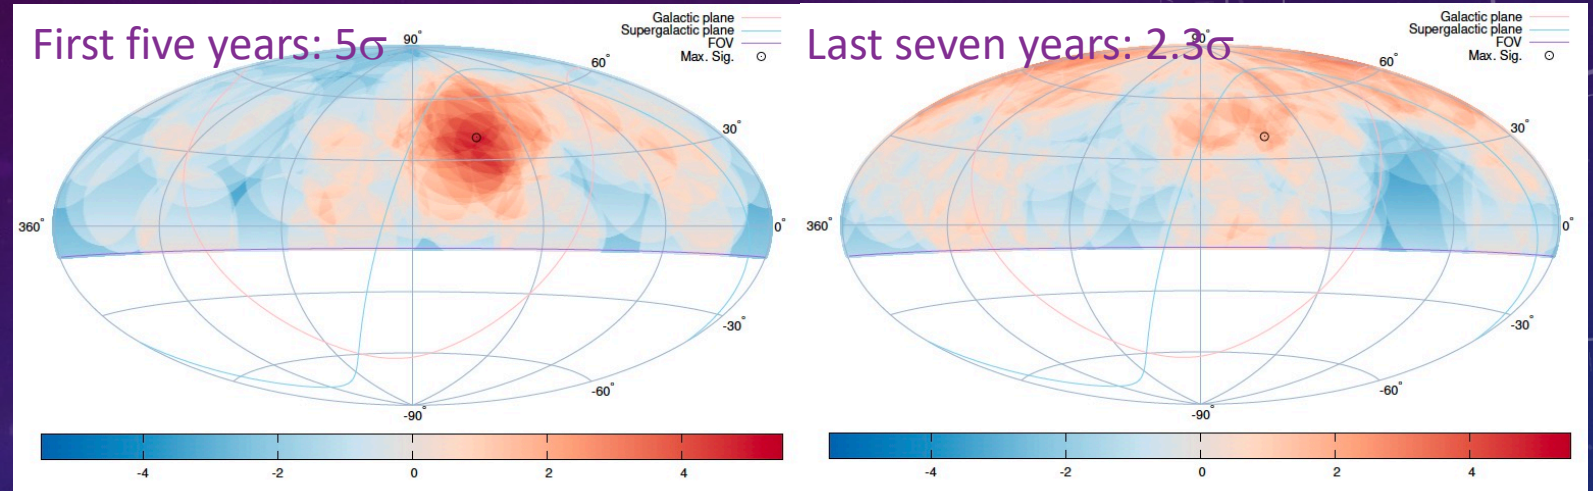 First five years: 5σ
Galactic plane
Supergalactic plane
FOV
Max. Sig.
90°
60°
30°
360°
0°
-30°
-60°
-90°
-4 -2 0 2 4
Last seven years: 2.3σ
Galactic plane
Supergalactic plane
FOV
Max. Sig.
90°
60°
30°
360°
0°
-30°
-60°
-90°
-4 -2 0 2 4